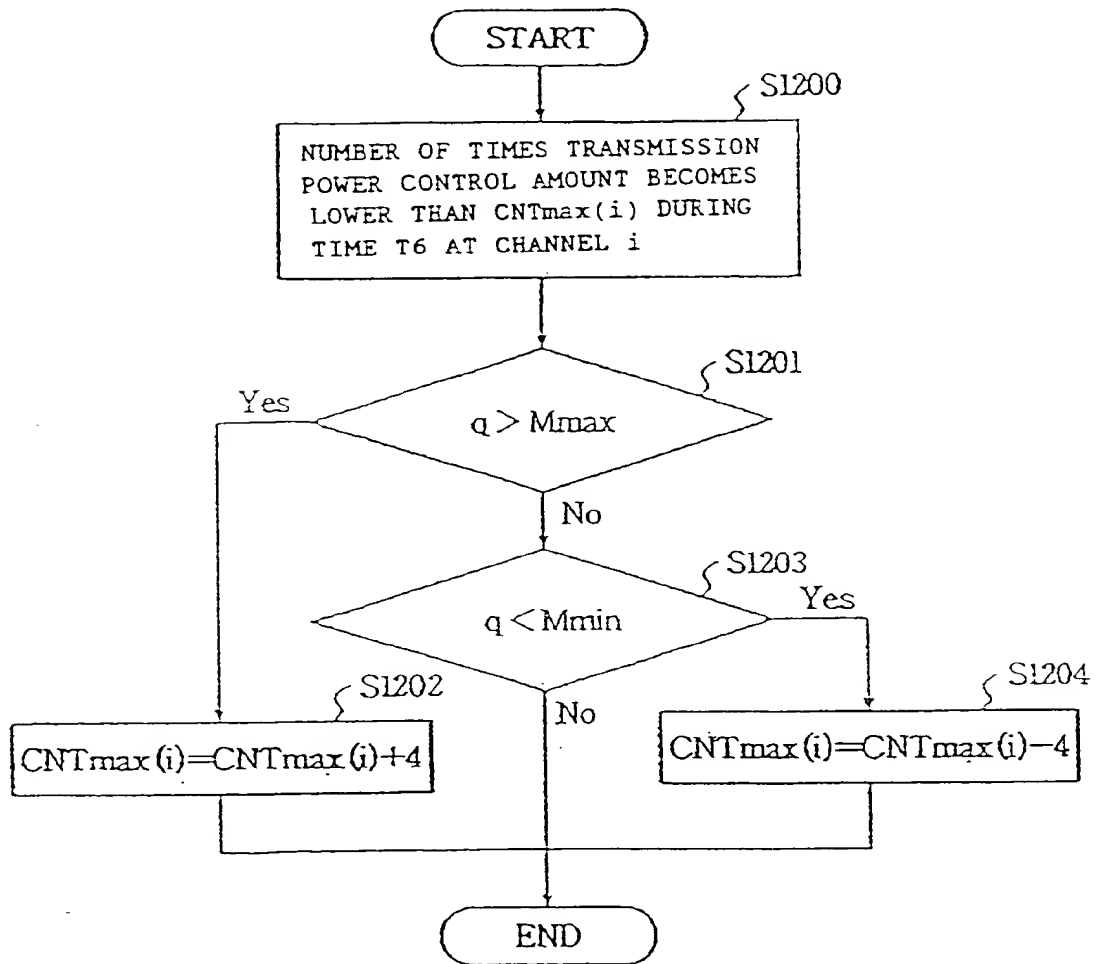 START
S1200
NUMBER OF TIMES TRANSMISSION
POWER CONTROL AMOUNT BECOMES
LOWER THAN CNTmax(i) DURING
TIME T6 AT CHANNEL i
S1201
Yes
q > Mmax
No
S1203
Yes
q < Mmin
S1202
No
S1204
CNTmax(i)=CNTmax(i)+4
CNTmax(i)=CNTmax(i)-4
END